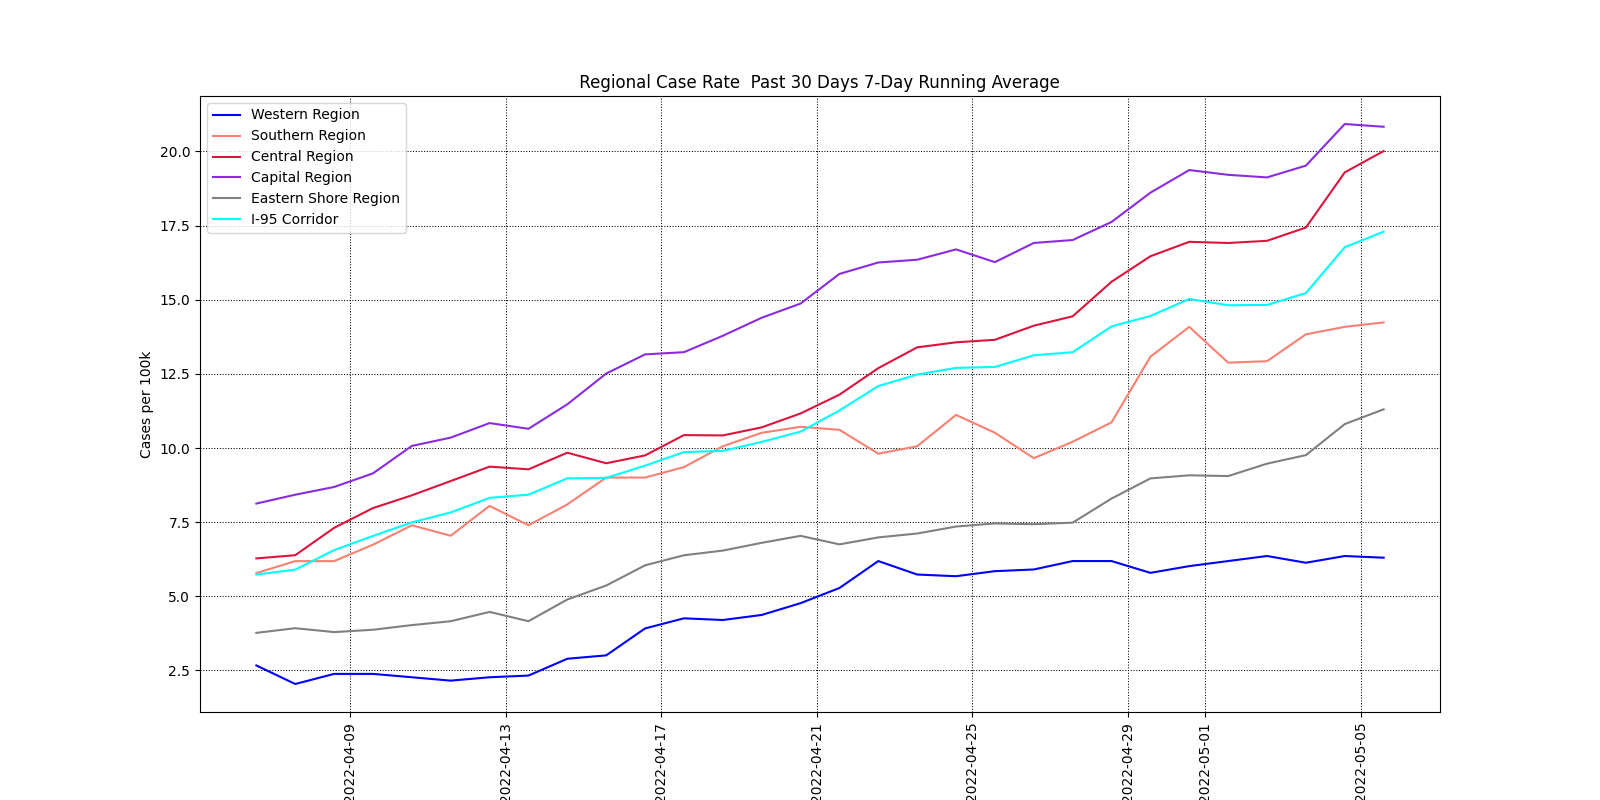 Regional Case Rate  Past 30 Days 7-Day Running Average
Western Region
Southern Region
Central Region
Capital Region
Eastern Shore Region
I-95 Corridor
Cases per 100k
20.0
17.5
15.0
12.5
10.0
7.5
5.0
2.5
2022-04-09
2022-04-13
2022-04-17
2022-04-21
2022-04-25
2022-04-29
2022-05-01
2022-05-05